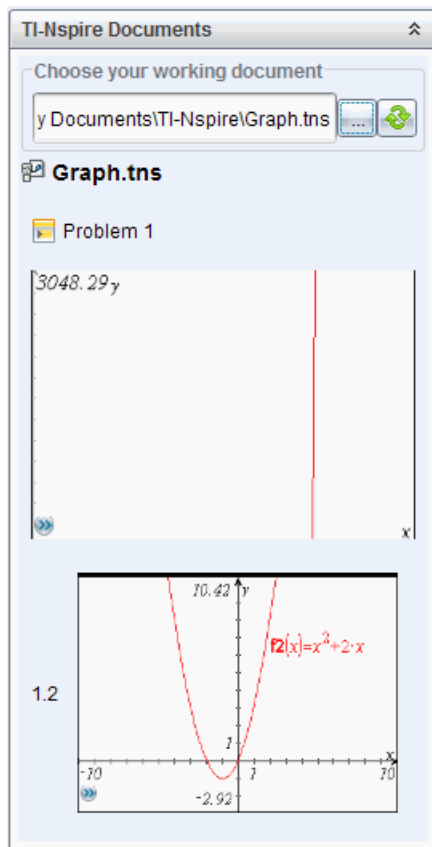 TI-Nspire Documents
Choose your working document
y Documents\TI-Nspire\Graph.tns ...
Graph.tns
Problem 1
3048.29 y
x
1.2
10.42 y
f2(x)=x²+2·x
1
x
-10 1 10
-2.92